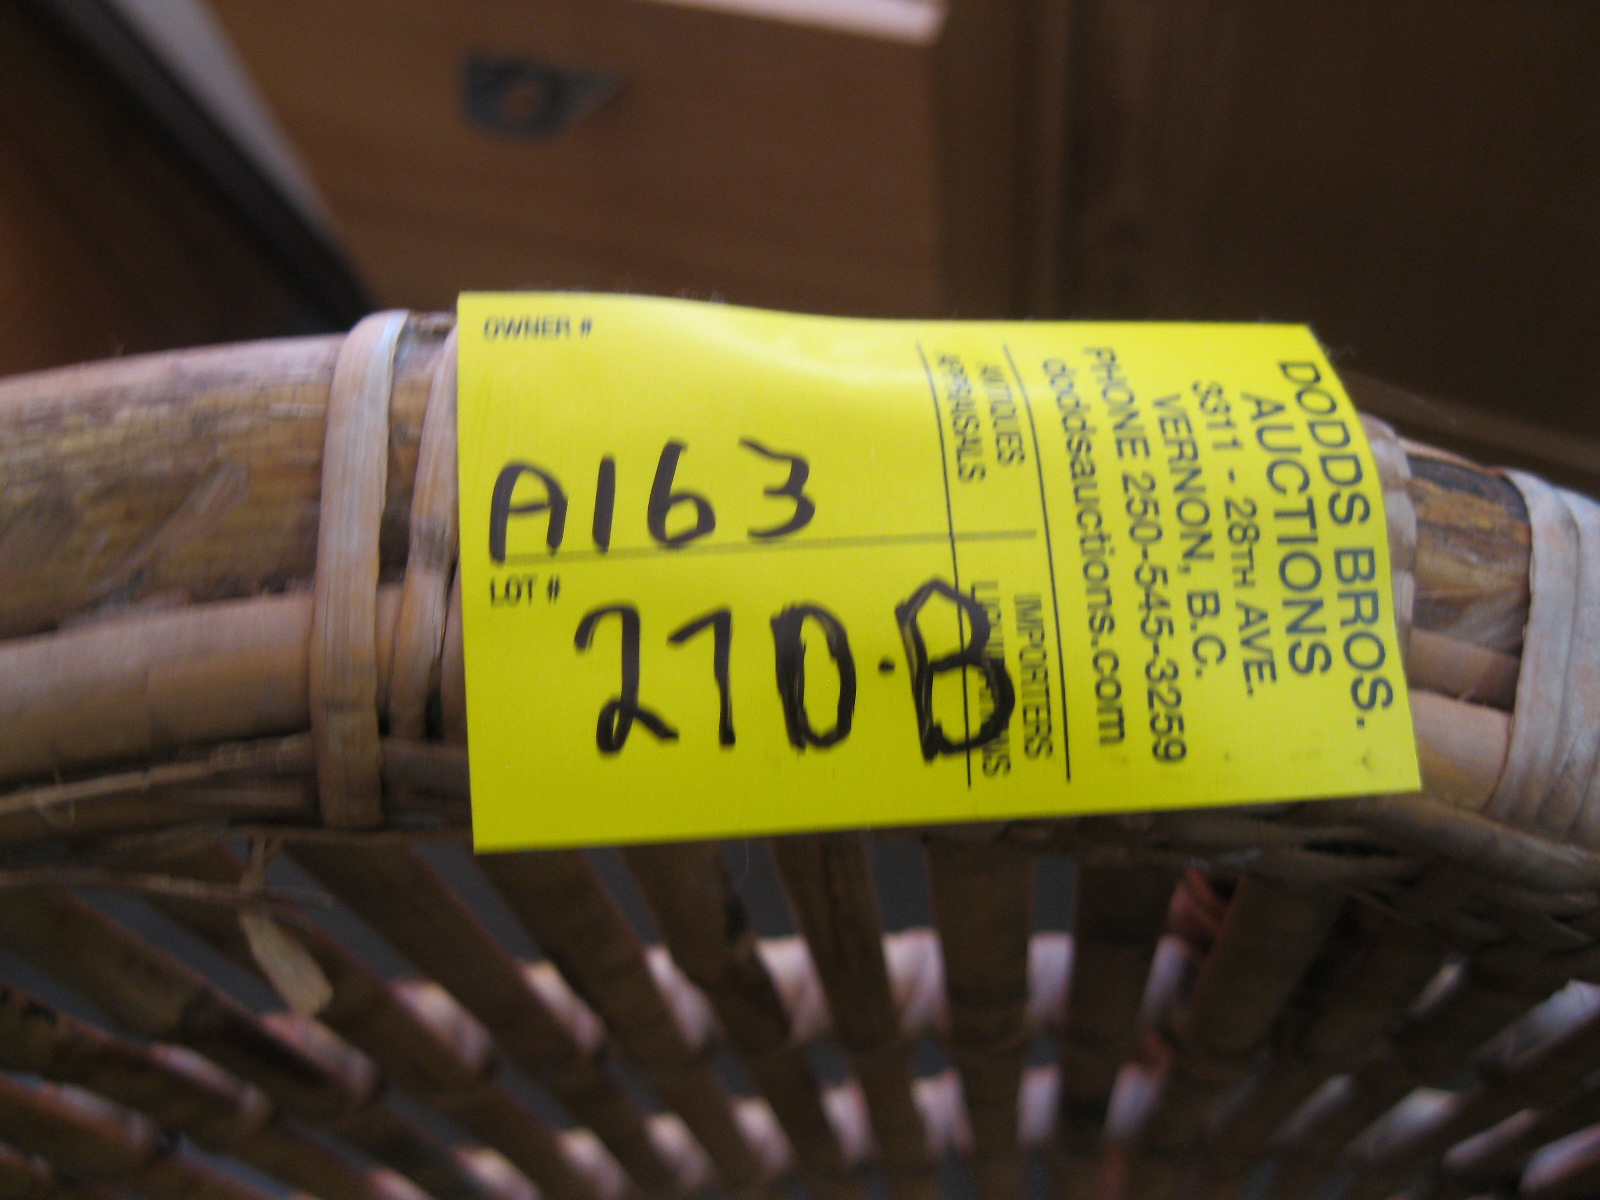 OWNER #
A163
LOT #
210-B
DODDS BROS.
AUCTIONS
3311 - 28TH AVE.
VERNON, B.C.
PHONE 250-545-3259
doddsauctions.com
ANTIQUES IMPORTERS
APPRAISALS LIQUIDATIONS